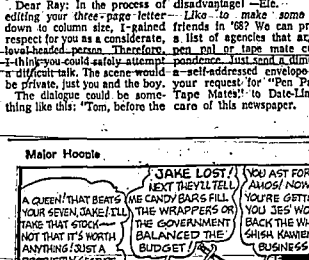 Dear Ray: In the process of
editing your three-page letter
down to column size, I gained
respect for you as a considerate,
level-headed person. Therefore,
I think you could safely attempt
a difficult talk. The scene would
be private, just you and the boy.
The dialogue could be some-
thing like this: "Tom, before the
disadvantage! —Ele.
Like to make some
friends in '68? We can pr
a list of agencies that ar
pen pal or tape mate c
pondence. Just send a dim
a self-addressed envelope
your request for "Pen P
Tape Mates" to Date-Lin
care of this newspaper.
Major Hoople
A QUEEN! THAT BEATS
YOUR SEVEN, JAKE! I'LL
TAKE THAT STOCK—
NOT THAT IT'S WORTH
ANYTHING! JUST A
JAKE LOST!
NEXT THEY'LL TELL
ME CANDY BARS FILL
THE WRAPPERS OR
THE GOVERNMENT
BALANCED THE
BUDGET!
YOU AST FOR
AMOS! NOW
YOU'RE GETT
YOU JES' WO
BACK THE W
SHISH KAWIE
BUSINESS